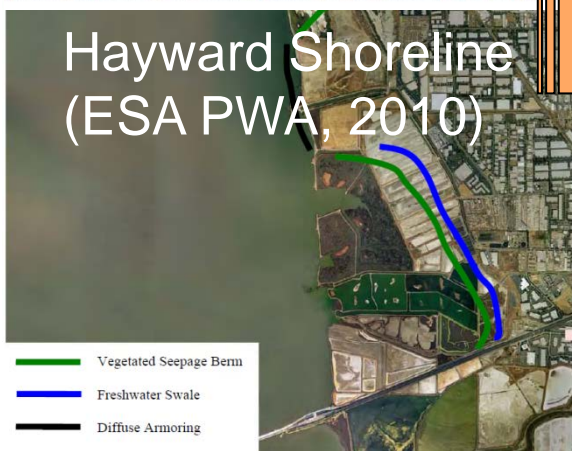 Hayward Shoreline
(ESA PWA, 2010)
Vegetated Seepage Berm
Freshwater Swale
Diffuse Armoring